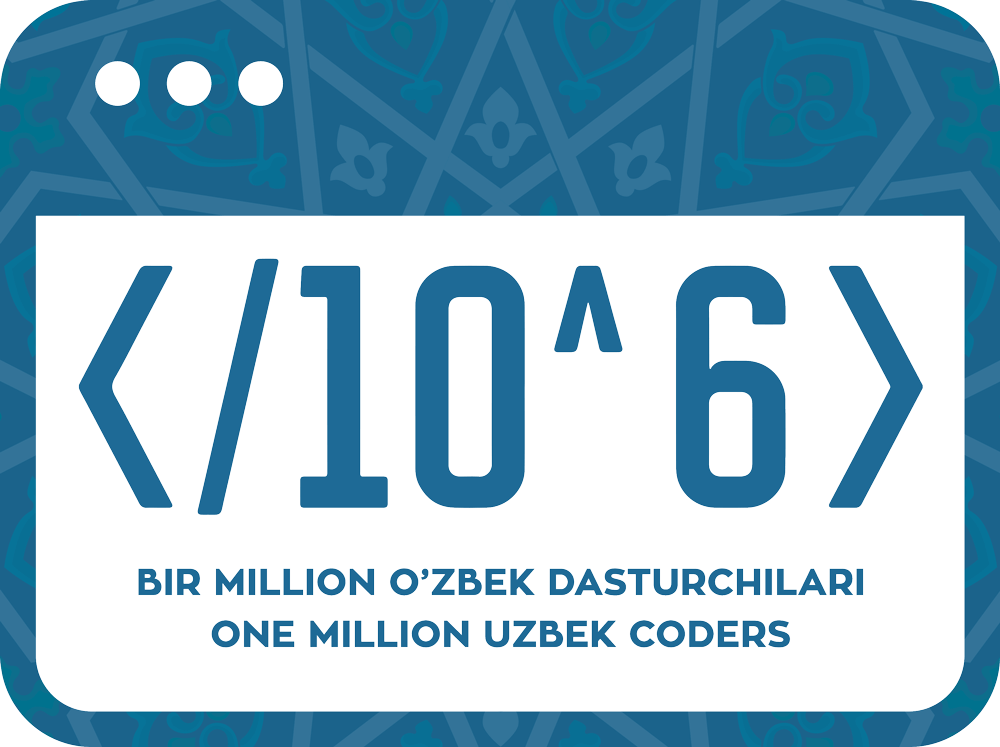 </10^6>
BIR MILLION O’ZBEK DASTURCHILARI
ONE MILLION UZBEK CODERS